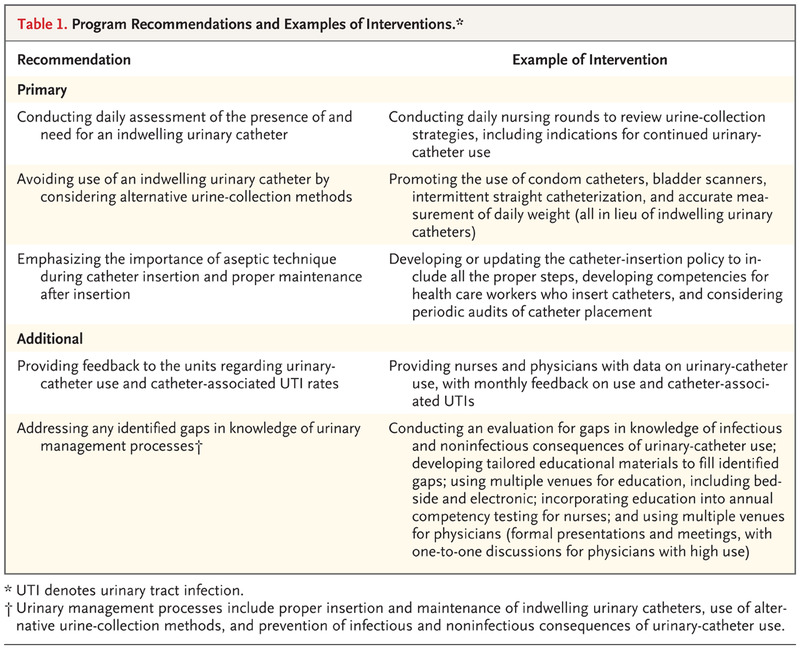 Table 1. Program Recommendations and Examples of Interventions.*
Recommendation
Example of Intervention
Primary
Conducting daily assessment of the presence of and
need for an indwelling urinary catheter
Conducting daily nursing rounds to review urine-collection
strategies, including indications for continued urinary-
catheter use
Avoiding use of an indwelling urinary catheter by
considering alternative urine-collection methods
Promoting the use of condom catheters, bladder scanners,
intermittent straight catheterization, and accurate mea-
surement of daily weight (all in lieu of indwelling urinary
catheters)
Emphasizing the importance of aseptic technique
during catheter insertion and proper maintenance
after insertion
Developing or updating the catheter-insertion policy to in-
clude all the proper steps, developing competencies for
health care workers who insert catheters, and considering
periodic audits of catheter placement
Additional
Providing feedback to the units regarding urinary-
catheter use and catheter-associated UTI rates
Providing nurses and physicians with data on urinary-catheter
use, with monthly feedback on use and catheter-associ-
ated UTIs
Addressing any identified gaps in knowledge of urinary
management processes†
Conducting an evaluation for gaps in knowledge of infectious
and noninfectious consequences of urinary-catheter use;
developing tailored educational materials to fill identified
gaps; using multiple venues for education, including bed-
side and electronic; incorporating education into annual
competency testing for nurses; and using multiple venues
for physicians (formal presentations and meetings, with
one-to-one discussions for physicians with high use)
* UTI denotes urinary tract infection.
† Urinary management processes include proper insertion and maintenance of indwelling urinary catheters, use of alter-
native urine-collection methods, and prevention of infectious and noninfectious consequences of urinary-catheter use.